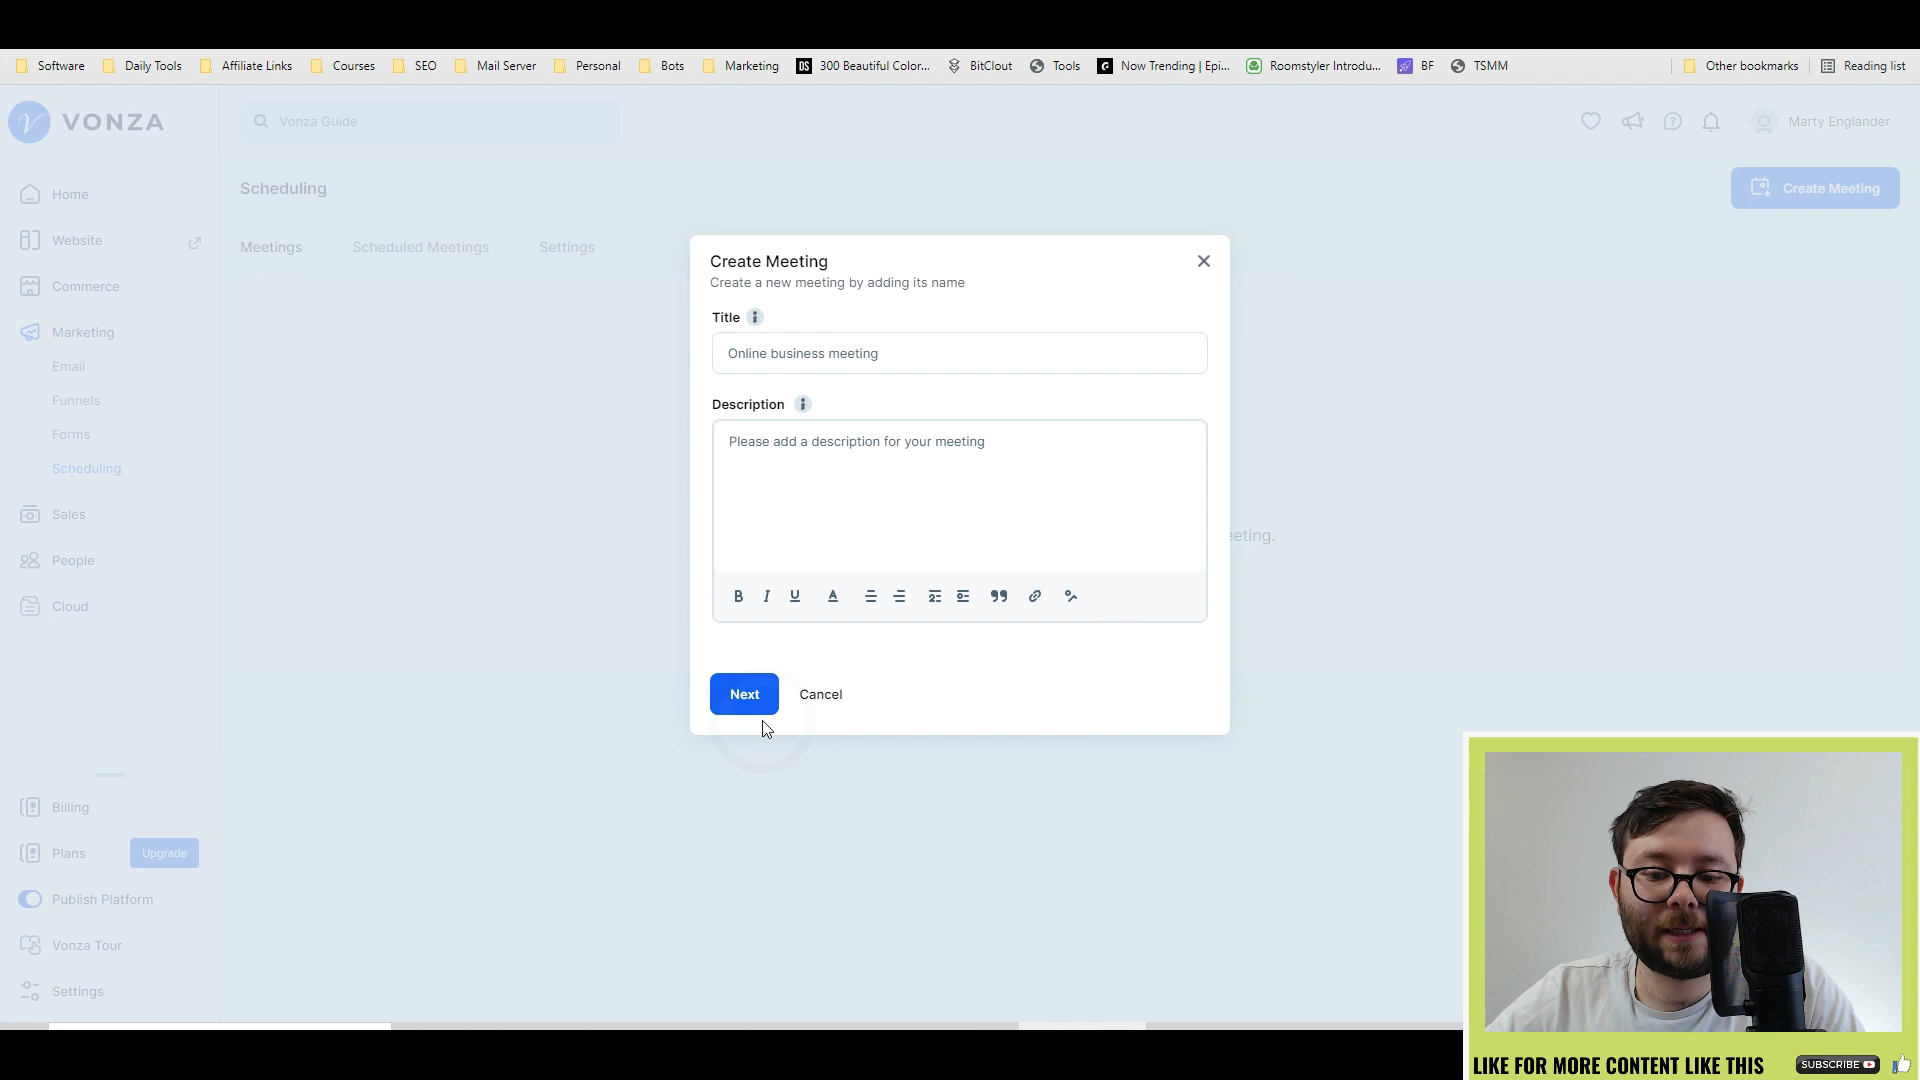 Software Daily Tools Affiliate Links Courses SEO Mail Server Personal Bots Marketing DS 300 Beautiful Color... BitClout Tools Now Trending | Epi... Roomstyler Introdu... BF TSMM Other bookmarks Reading list
VONZA
Vonza Guide
Marty Englander
Home
Website
Commerce
Marketing
Email
Funnels
Forms
Scheduling
Sales
People
Cloud
Billing
Plans Upgrade
Publish Platform
Vonza Tour
Settings
Scheduling
Create Meeting
Meetings Scheduled Meetings Settings
eeting.
Create Meeting
Create a new meeting by adding its name
Title
Online business meeting
Description
Please add a description for your meeting
B I U A
Next Cancel
LIKE FOR MORE CONTENT LIKE THIS SUBSCRIBE